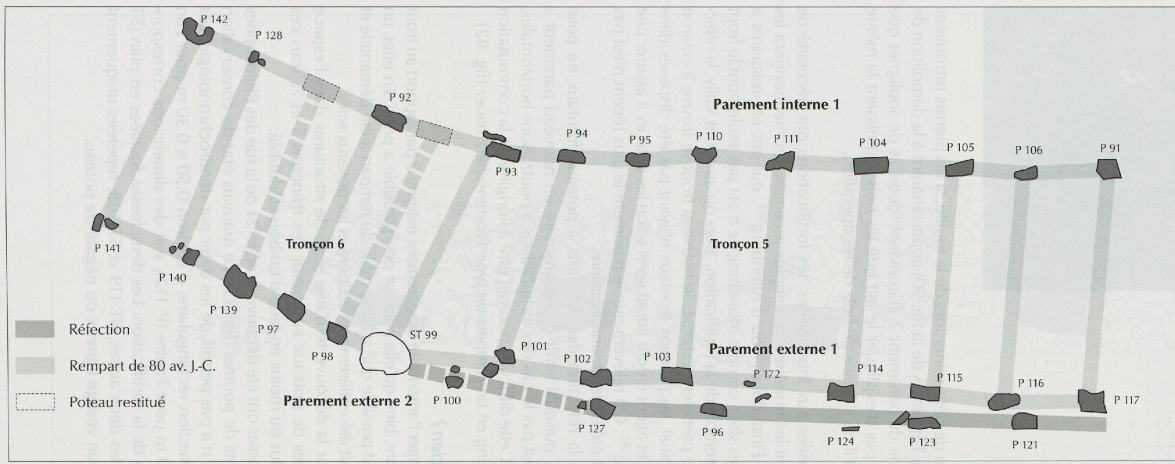 P 142
P 128
P 92
P 93
P 94
P 95
P 110
P 111
P 104
P 105
P 106
P 91
Parement interne 1
Tronçon 6
Tronçon 5
P 141
P 140
P 139
P 97
P 98
ST 99
P 101
P 102
P 103
Parement externe 1
P 172
P 114
P 115
P 116
P 117
Parement externe 2
P 100
P 127
P 96
P 124
P 123
P 121
Réfection
Rempart de 80 av. J.-C.
Poteau restitué